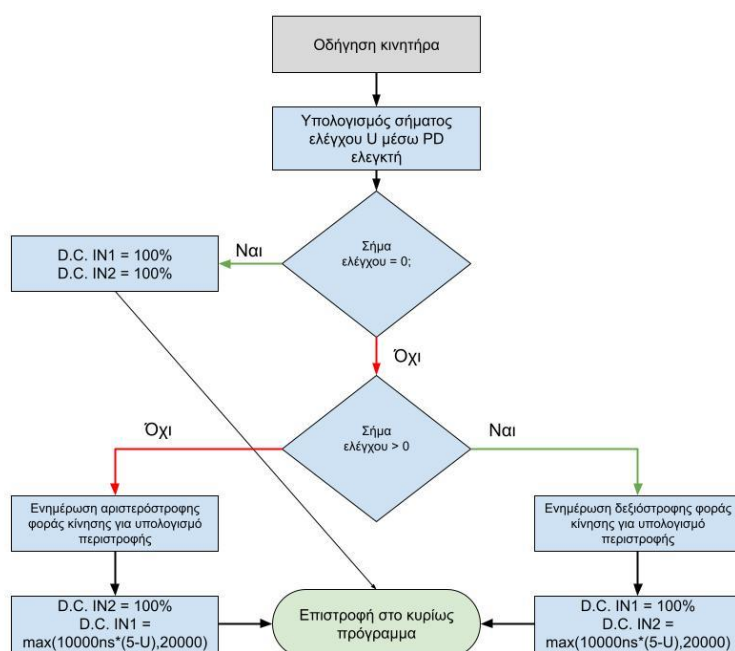 Οδήγηση κινητήρα
Υπολογισμός σήματος
ελέγχου U μέσω PD
ελεγκτή
Σήμα
ελέγχου = 0;
Ναι
D.C. IN1 = 100%
D.C. IN2 = 100%
Όχι
Σήμα
ελέγχου > 0
Όχι
Ναι
Ενημέρωση αριστερόστροφης
φοράς κίνησης για υπολογισμό
περιστροφής
Ενημέρωση δεξιόστροφης φοράς
κίνησης για υπολογισμό
περιστροφής
D.C. IN2 = 100%
D.C. IN1 =
max(10000ns*(5-U),20000)
Επιστροφή στο κυρίως
πρόγραμμα
D.C. IN1 = 100%
D.C. IN2 =
max(10000ns*(5-U),20000)